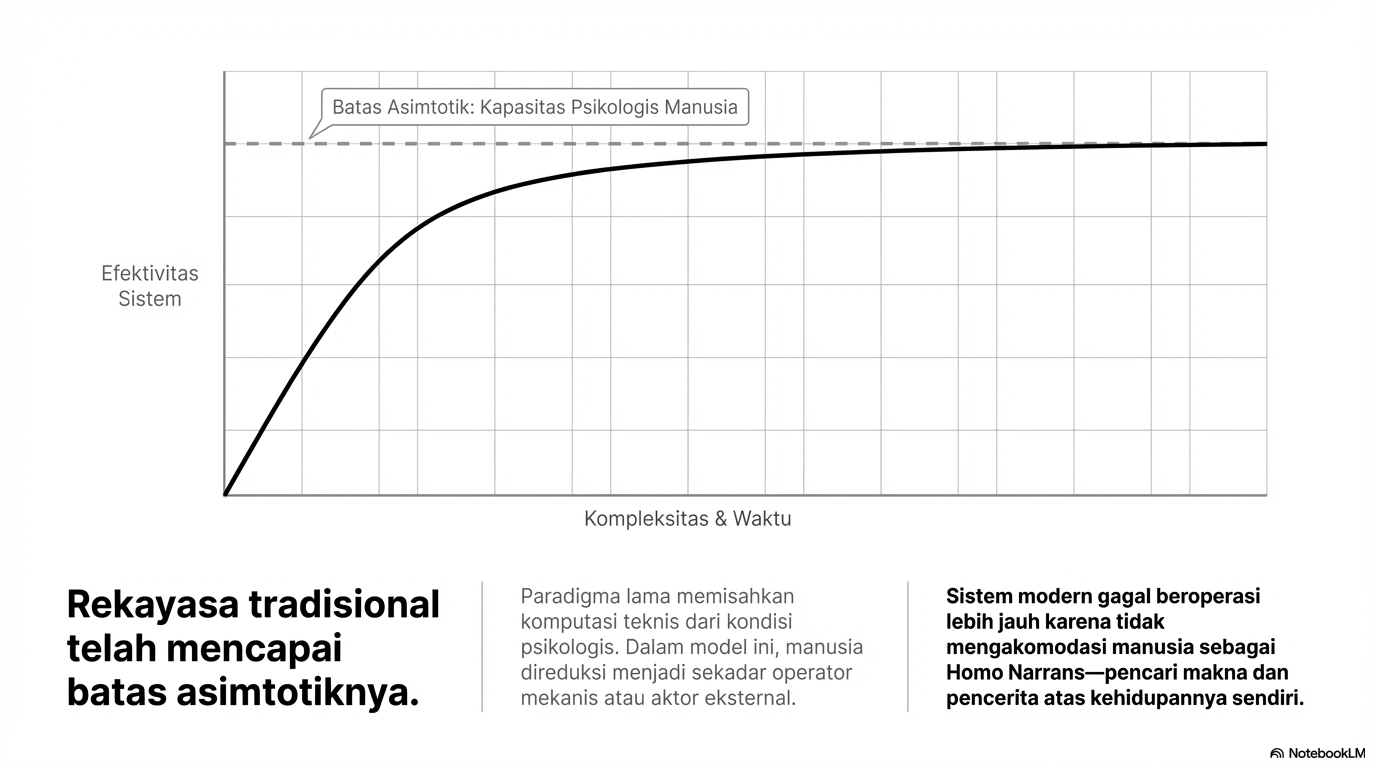 Batas Asimtotik: Kapasitas Psikologis Manusia
Efektivitas
Sistem
Kompleksitas & Waktu
Rekayasa tradisional
telah mencapai
batas asimtotiknya.
Paradigma lama memisahkan
komputasi teknis dari kondisi
psikologis. Dalam model ini, manusia
direduksi menjadi sekadar operator
mekanis atau aktor eksternal.
Sistem modern gagal beroperasi
lebih jauh karena tidak
mengakomodasi manusia sebagai
Homo Narrans—pencari makna dan
pencerita atas kehidupannya sendiri.
NotebookLM